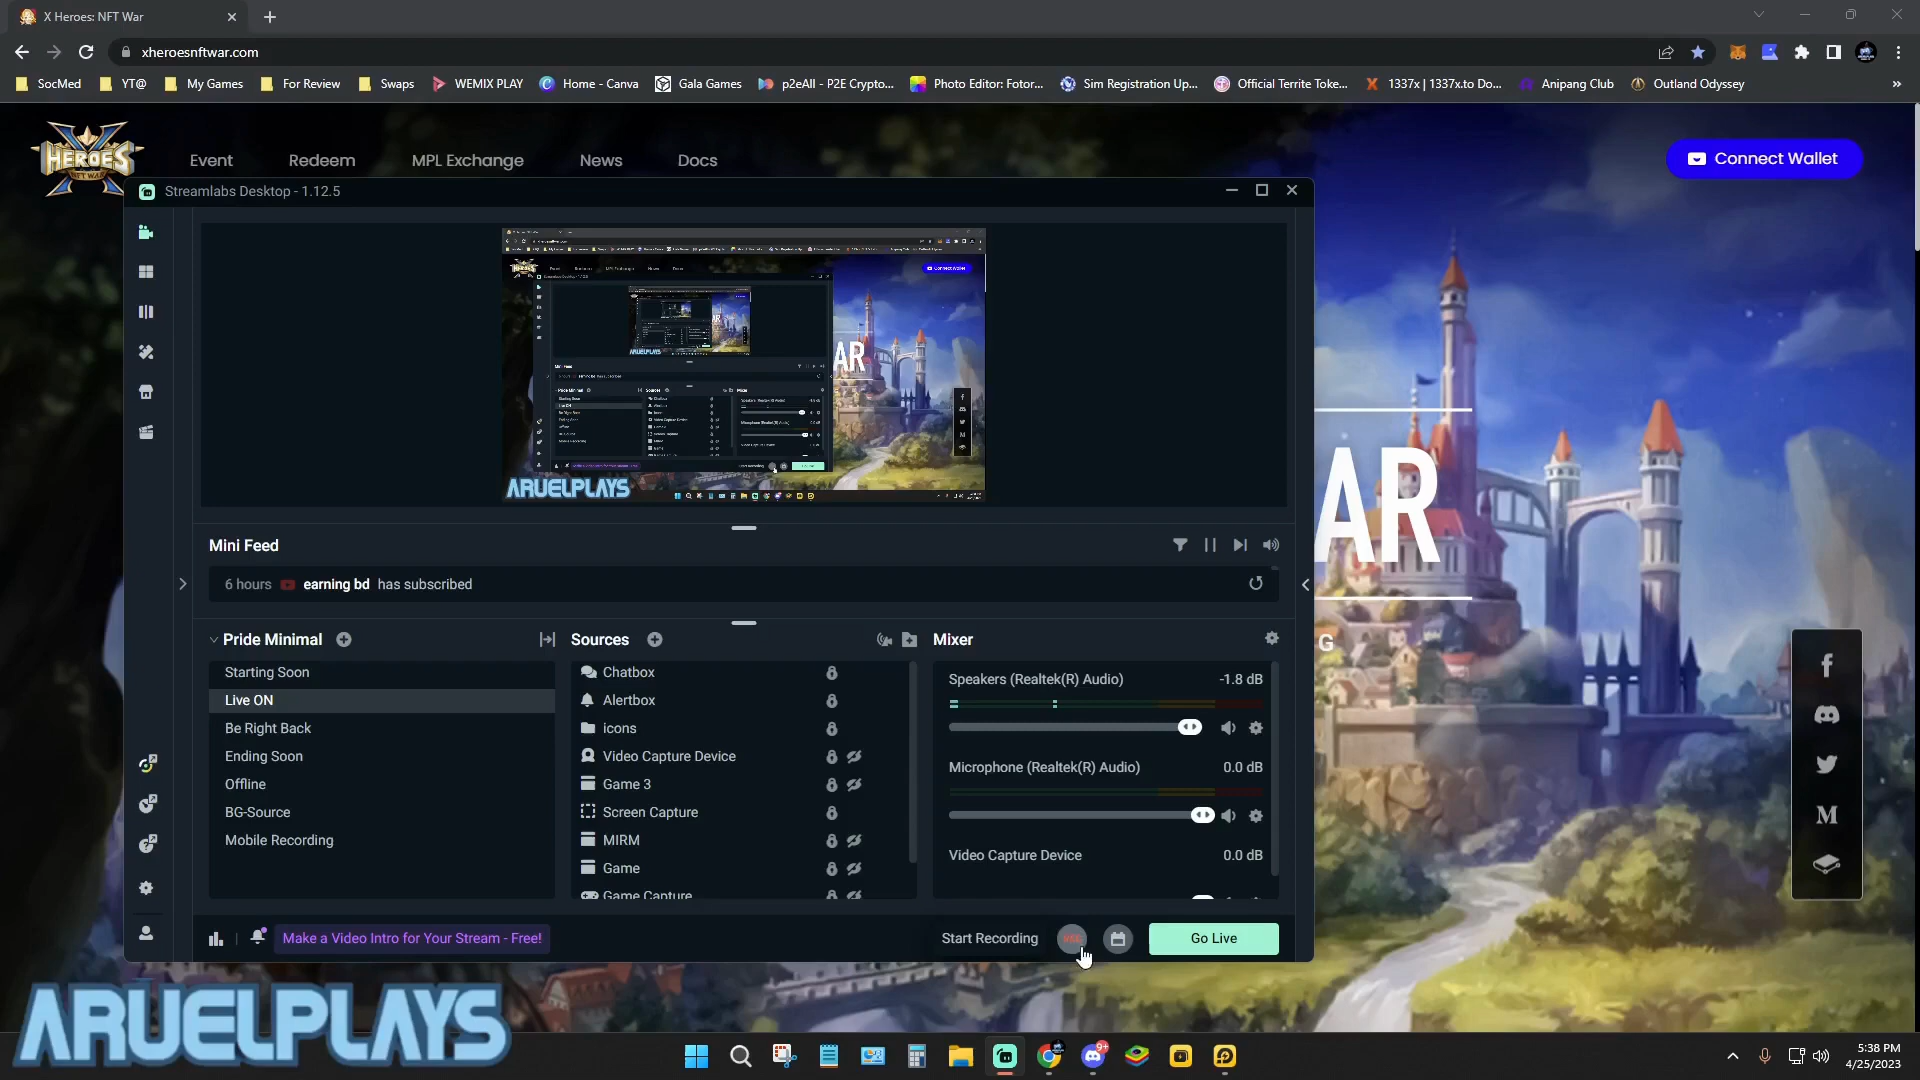 X Heroes: NFT War
xheroesnftwar.com
SocMed YT@ My Games For Review Swaps WEMIX PLAY Home - Canva Gala Games p2eAll - P2E Crypto... Photo Editor: Fotor... Sim Registration Up... Official Territe Toke... 1337x | 1337x.to Do... Anipang Club Outland Odyssey »
X HEROES NFT WAR
Event Redeem MPL Exchange News Docs
Connect Wallet
Streamlabs Desktop - 1.12.5
AR
ARUELPLAYS
Mini Feed
6 hours earning bd has subscribed
Pride Minimal
Starting Soon
Live ON
Be Right Back
Ending Soon
Offline
BG-Source
Mobile Recording
Sources
Chatbox
Alertbox
icons
Video Capture Device
Game 3
Screen Capture
MIRM
Game
Game Capture
Mixer
Speakers (Realtek(R) Audio) -1.8 dB
Microphone (Realtek(R) Audio) 0.0 dB
Video Capture Device 0.0 dB
Make a Video Intro for Your Stream - Free!
Start Recording
Go Live
AR
G
ARUELPLAYS
9+
5:38 PM
4/25/2023